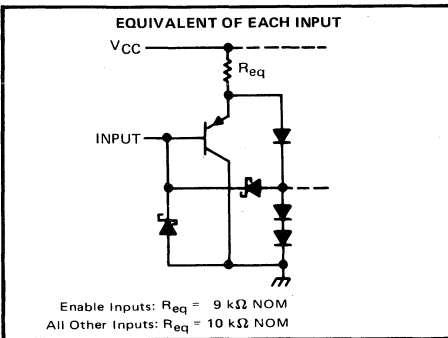 EQUIVALENT OF EACH INPUT
VCC
Req
INPUT
Enable Inputs: Req = 9 kΩ NOM
All Other Inputs: Req = 10 kΩ NOM